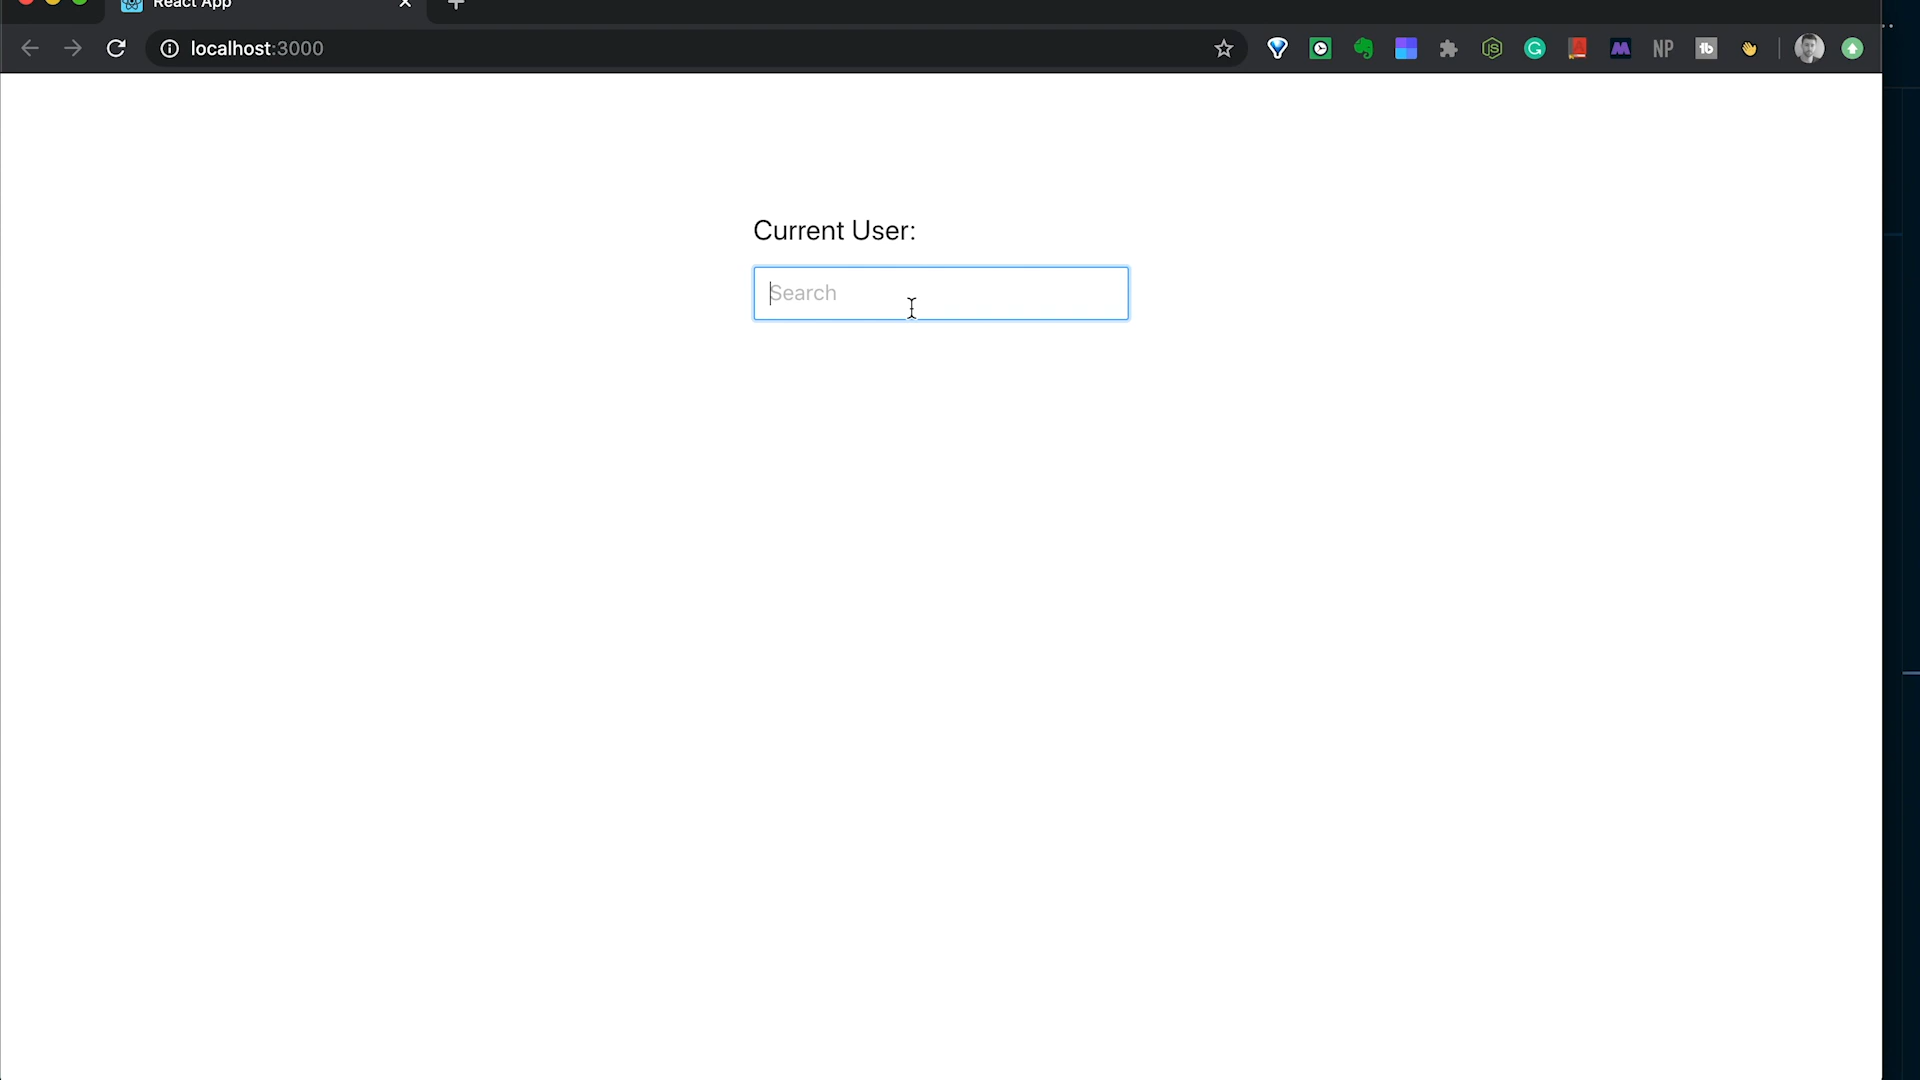 React App
localhost:3000
NP
Current User:
Search